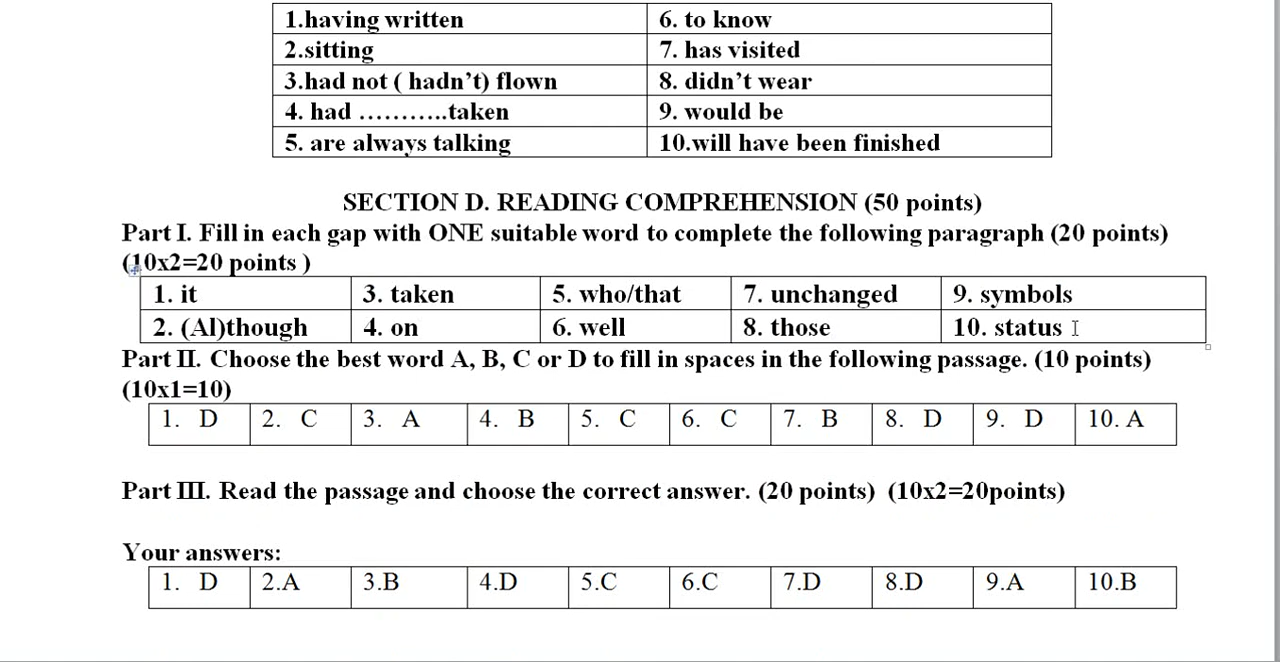 1.having written 6. to know
2.sitting 7. has visited
3.had not ( hadn't) flown 8. didn't wear
4. had ………..taken 9. would be
5. are always talking 10.will have been finished
SECTION D. READING COMPREHENSION (50 points)
Part I. Fill in each gap with ONE suitable word to complete the following paragraph (20 points)
(10x2=20 points )
1. it 3. taken 5. who/that 7. unchanged 9. symbols
2. (Al)though 4. on 6. well 8. those 10. status
Part II. Choose the best word A, B, C or D to fill in spaces in the following passage. (10 points)
(10x1=10)
1. D 2. C 3. A 4. B 5. C 6. C 7. B 8. D 9. D 10. A
Part III. Read the passage and choose the correct answer. (20 points) (10x2=20points)
Your answers:
1. D 2.A 3.B 4.D 5.C 6.C 7.D 8.D 9.A 10.B